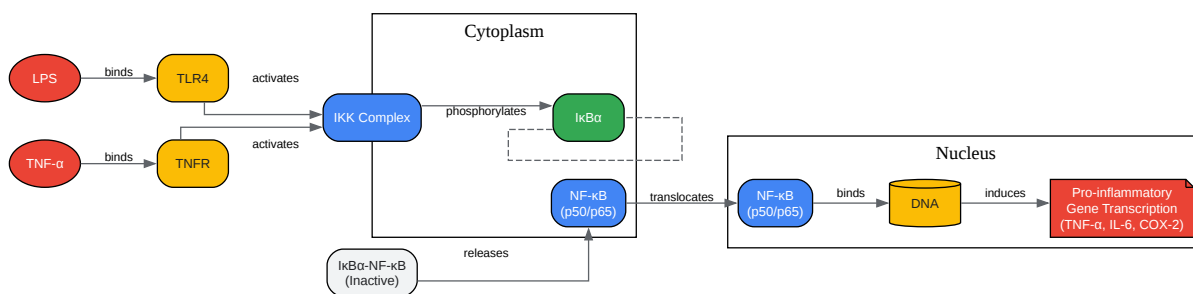 Cytoplasm
LPS
binds
TLR4
activates
IKK Complex
phosphorylates
IκBα
TNF-α
binds
TNFR
activates
Nucleus
NF-κB
(p50/p65)
translocates
NF-κB
(p50/p65)
binds
DNA
induces
Pro-inflammatory
Gene Transcription
(TNF-α, IL-6, COX-2)
IκBα-NF-κB
(Inactive)
releases